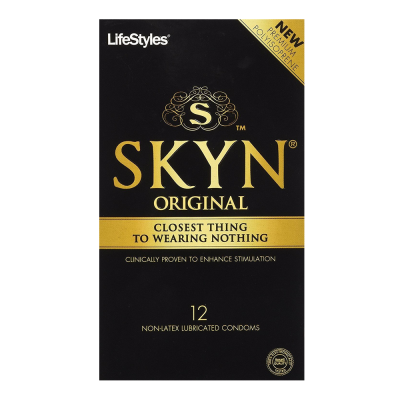 LifeStyles®
NEW
PREMIUM
POLYISOPRENE
S
™
SKYN®
ORIGINAL
CLOSEST THING
TO WEARING NOTHING
CLINICALLY PROVEN TO ENHANCE STIMULATION
12
NON-LATEX LUBRICATED CONDOMS